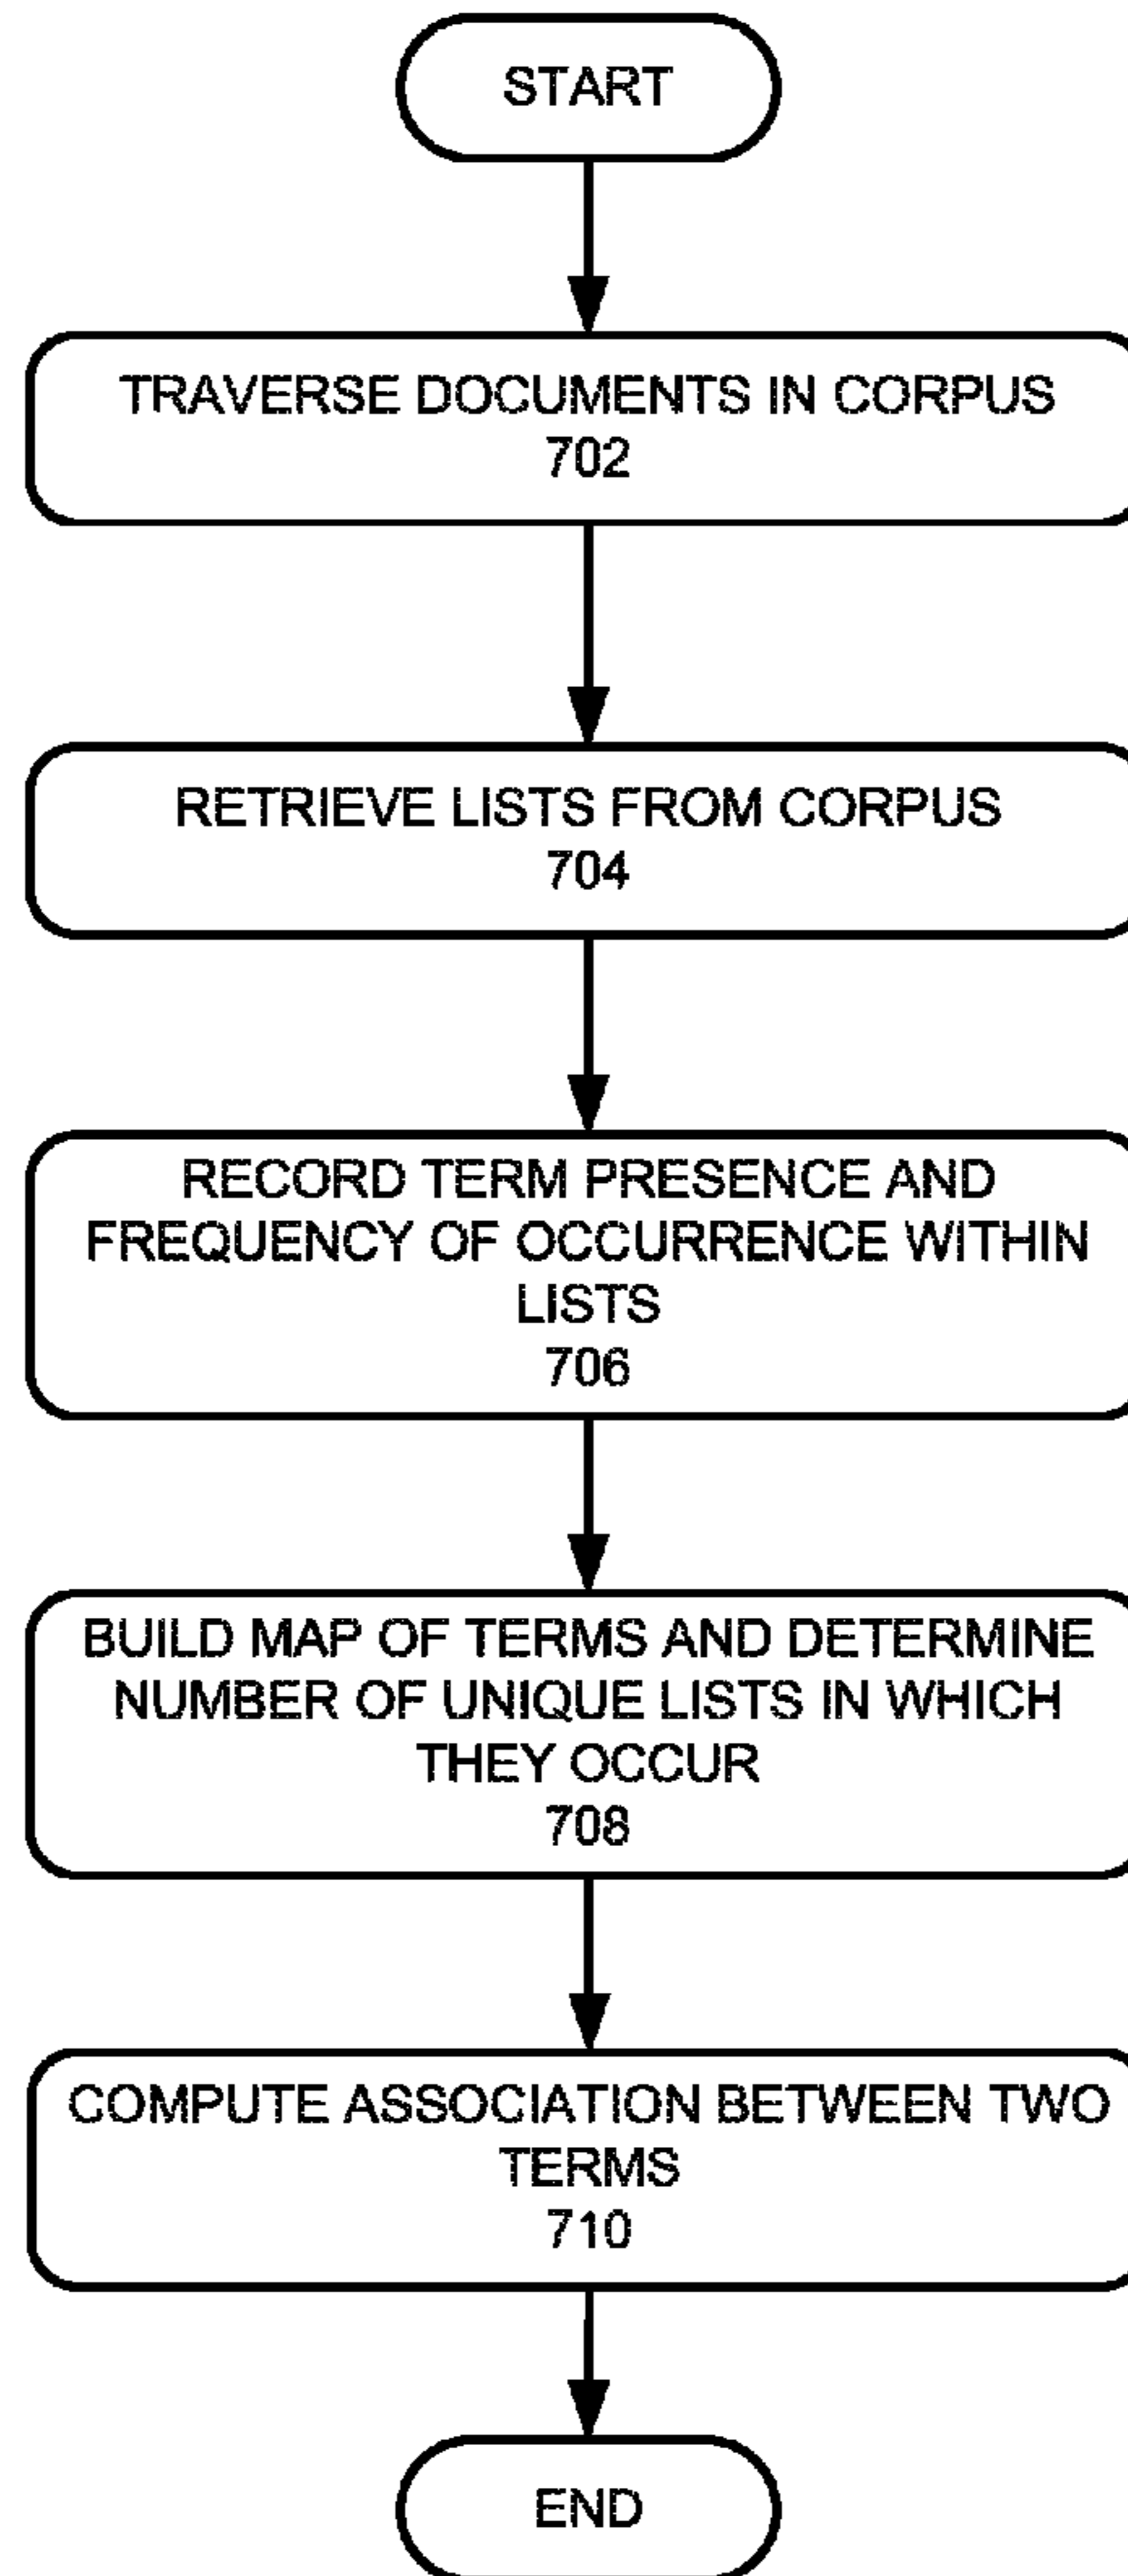 START
TRAVERSE DOCUMENTS IN CORPUS
702
RETRIEVE LISTS FROM CORPUS
704
RECORD TERM PRESENCE AND
FREQUENCY OF OCCURRENCE WITHIN
LISTS
706
BUILD MAP OF TERMS AND DETERMINE
NUMBER OF UNIQUE LISTS IN WHICH
THEY OCCUR
708
COMPUTE ASSOCIATION BETWEEN TWO
TERMS
710
END